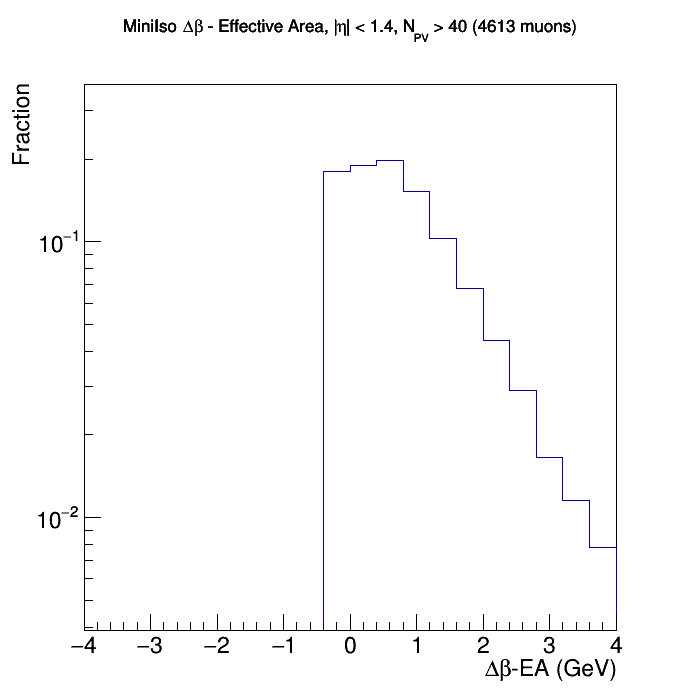 MiniIso Δβ - Effective Area, |η| < 1.4, N_PV > 40 (4613 muons)
Fraction
10⁻¹
10⁻²
−4 −3 −2 −1 0 1 2 3 4
Δβ-EA (GeV)